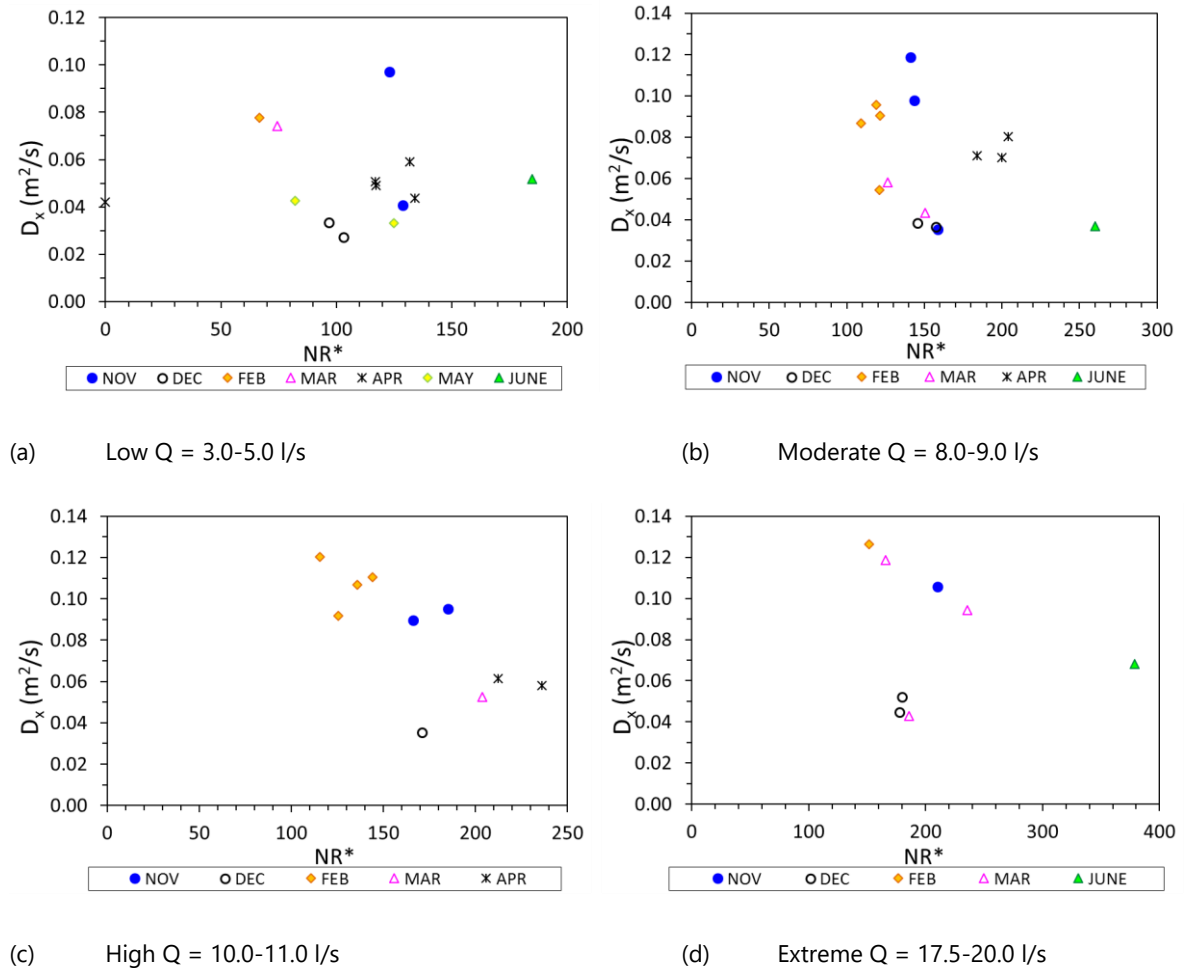 0.12
0.10
0.08
0.06
0.04
0.02
0.00
Dx (m²/s)
0 50 100 150 200
NR*
NOV DEC FEB MAR APR MAY JUNE
(a) Low Q = 3.0-5.0 l/s
0.14
0.12
0.10
0.08
0.06
0.04
0.02
0.00
Dx (m²/s)
0 50 100 150 200 250 300
NR*
NOV DEC FEB MAR APR JUNE
(b) Moderate Q = 8.0-9.0 l/s
0.14
0.12
0.10
0.08
0.06
0.04
0.02
0.00
Dx (m²/s)
0 50 100 150 200 250
NR*
NOV DEC FEB MAR APR
(c) High Q = 10.0-11.0 l/s
0.14
0.12
0.10
0.08
0.06
0.04
0.02
0.00
Dx (m²/s)
0 100 200 300 400
NR*
NOV DEC FEB MAR JUNE
(d) Extreme Q = 17.5-20.0 l/s